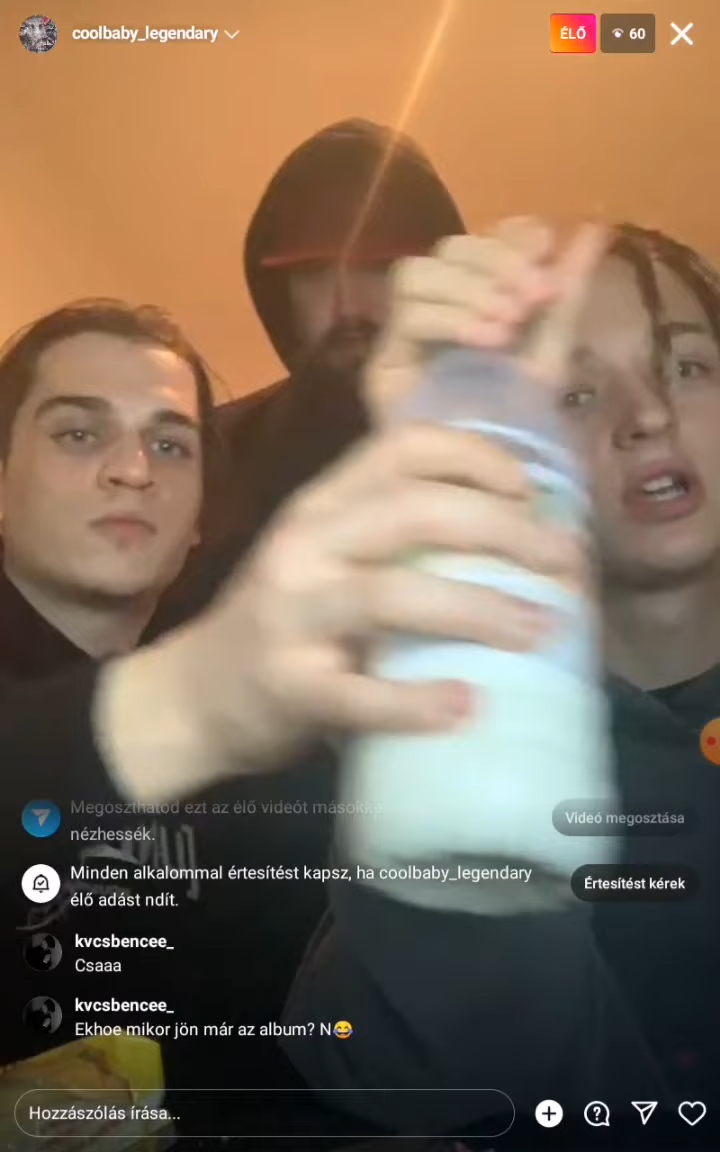 coolbaby_legendary
ÉLŐ
60
Megoszthatod ezt az élő videót
nézhessék.
Videó megosztása
Minden alkalommal értesítést kapsz, ha coolbaby_legendary
élő adást indít.
Értesítést kérek
kvcsbencee_
Csaaa
kvcsbencee_
Ekhoe mikor jön már az album? N😂
Hozzászólás írása...